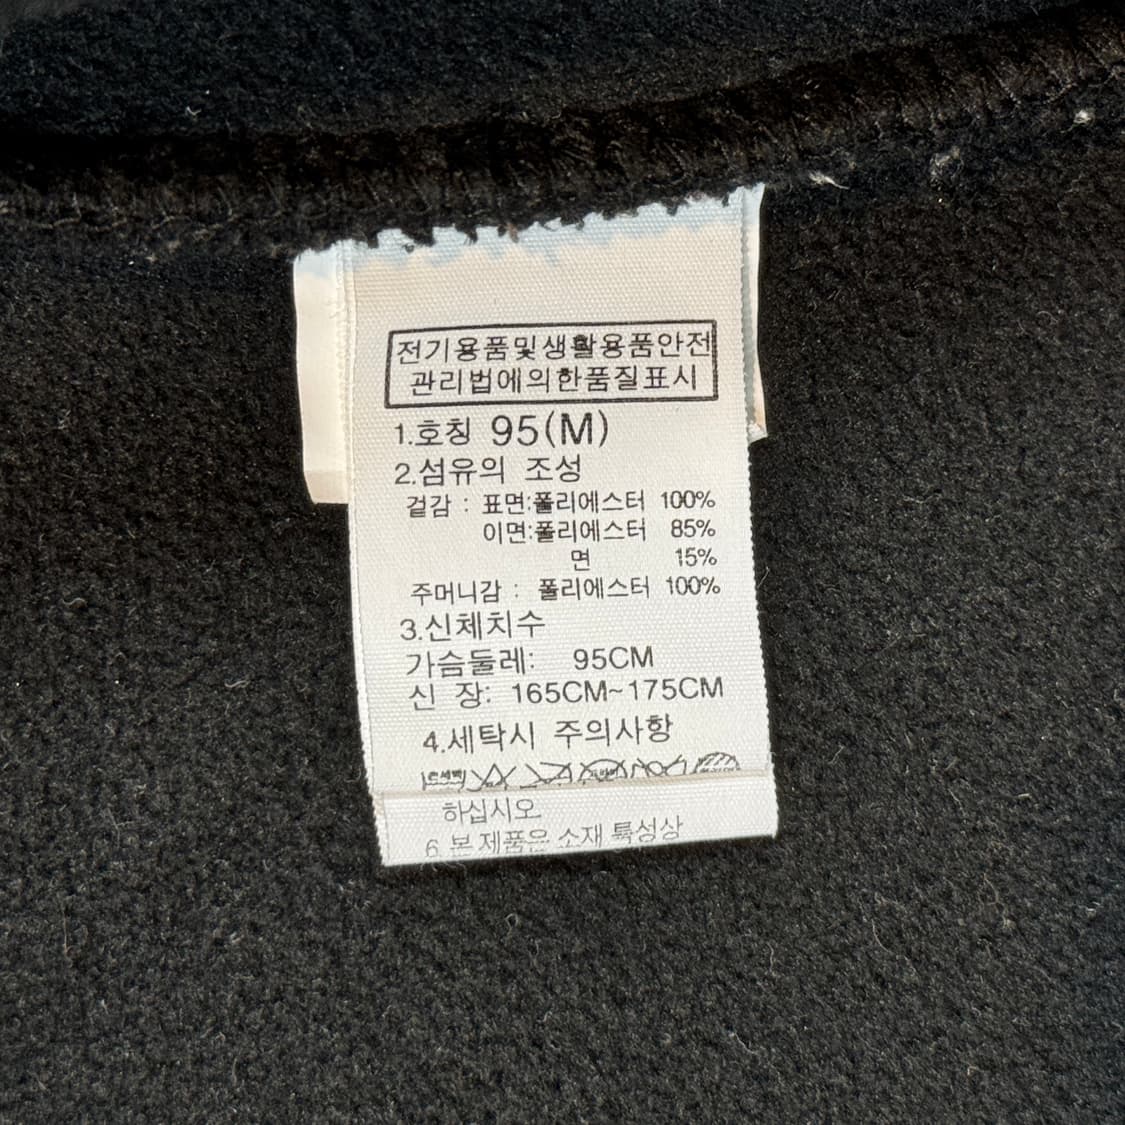 전기용품및생활용품안전
관리법에의한품질표시
1.호칭 95(M)
2.섬유의 조성
겉감 : 표면:폴리에스터 100%
이면:폴리에스터 85%
면 15%
주머니감 : 폴리에스터 100%
3.신체치수
가슴둘레: 95CM
신 장: 165CM~175CM
4.세탁시 주의사항
손세탁
하십시오
6.본 제품은 소재 특성상